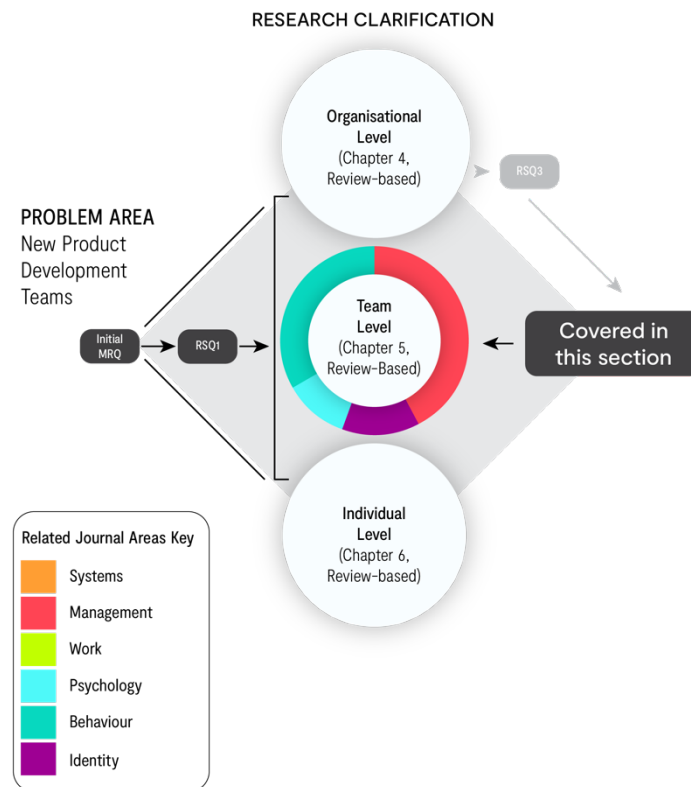 RESEARCH CLARIFICATION
Organisational
Level
(Chapter 4,
Review-based)
RSQ3
PROBLEM AREA
New Product
Development
Teams
Initial
MRQ
RSQ1
Team
Level
(Chapter 5,
Review-Based)
Covered in
this section
Individual
Level
(Chapter 6,
Review-based)
Related Journal Areas Key
Systems
Management
Work
Psychology
Behaviour
Identity